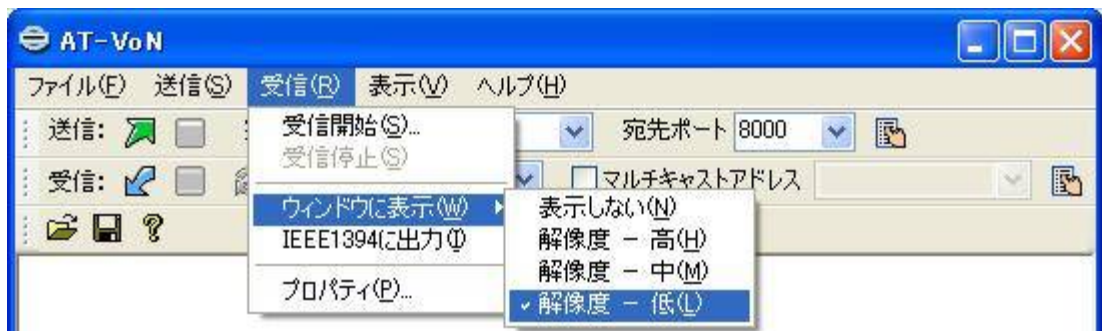 AT-VoN
ファイル(F) 送信(S) 受信(R) 表示(V) ヘルプ(H)
送信: 宛先ポート 8000
受信: マルチキャストアドレス
受信開始(S)...
受信停止(S)
ウィンドウに表示(W)
IEEE1394に出力(I)
プロパティ(P)...
表示しない(N)
解像度 － 高(H)
解像度 － 中(M)
解像度 － 低(L)